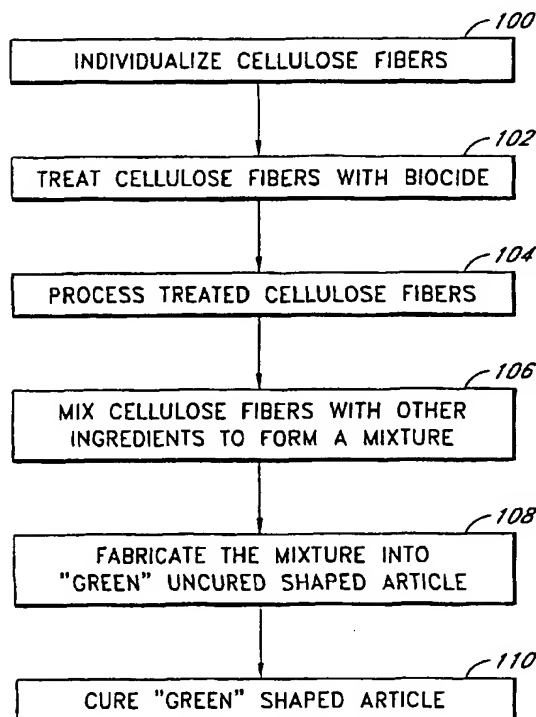 100
INDIVIDUALIZE CELLULOSE FIBERS
102
TREAT CELLULOSE FIBERS WITH BIOCIDE
104
PROCESS TREATED CELLULOSE FIBERS
106
MIX CELLULOSE FIBERS WITH OTHER
INGREDIENTS TO FORM A MIXTURE
108
FABRICATE THE MIXTURE INTO
"GREEN" UNCURED SHAPED ARTICLE
110
CURE "GREEN" SHAPED ARTICLE